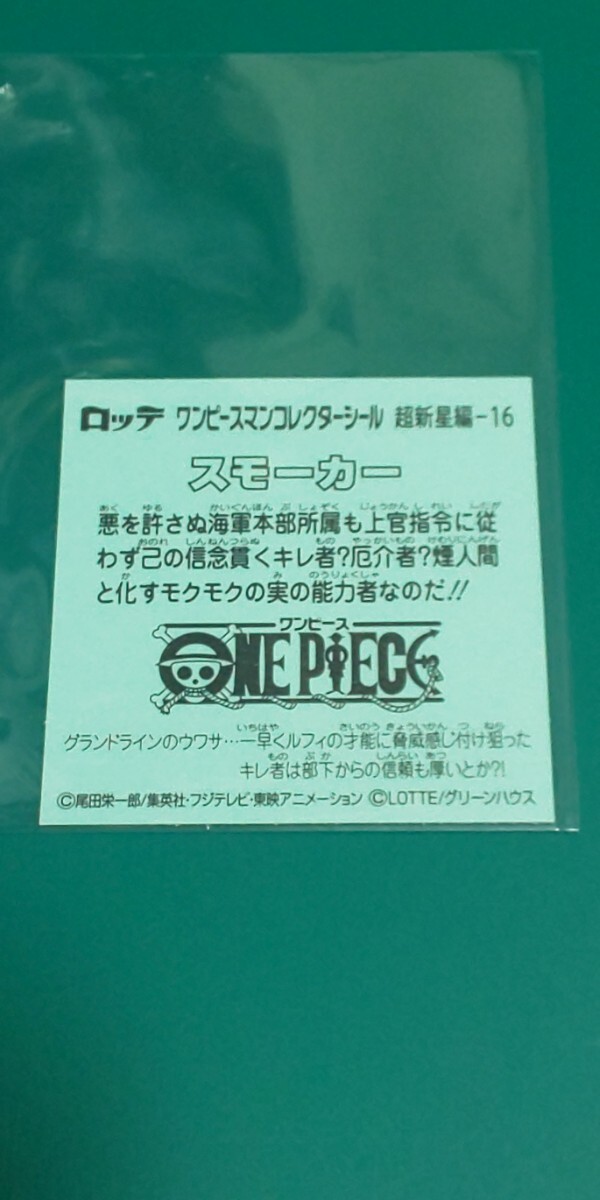 ロッテ ワンピースマンコレクターシール 超新星編-16
スモーカー
悪を許さぬ海軍本部所属も上官指令に従
わず己の信念貫くキレ者?厄介者?煙人間
と化すモクモクの実の能力者なのだ!!
ワンピース
ONE PIECE
グランドラインのウワサ…一早くルフィの才能に脅威感じ付け狙った
キレ者は部下からの信頼も厚いとか?!
©尾田栄一郎/集英社・フジテレビ・東映アニメーション ©LOTTE/グリーンハウス